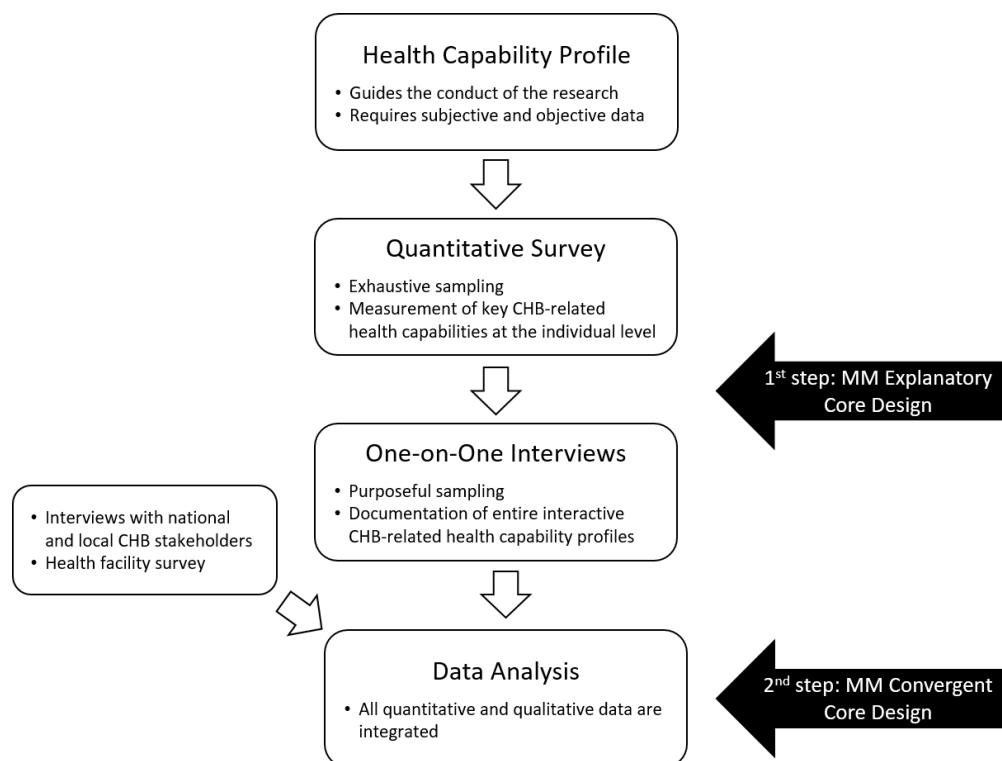 Health Capability Profile
• Guides the conduct of the research
• Requires subjective and objective data
Quantitative Survey
• Exhaustive sampling
• Measurement of key CHB-related
health capabilities at the individual level
1st step: MM Explanatory
Core Design
One-on-One Interviews
• Purposeful sampling
• Documentation of entire interactive
CHB-related health capability profiles
• Interviews with national
and local CHB stakeholders
• Health facility survey
Data Analysis
• All quantitative and qualitative data are
integrated
2nd step: MM Convergent
Core Design